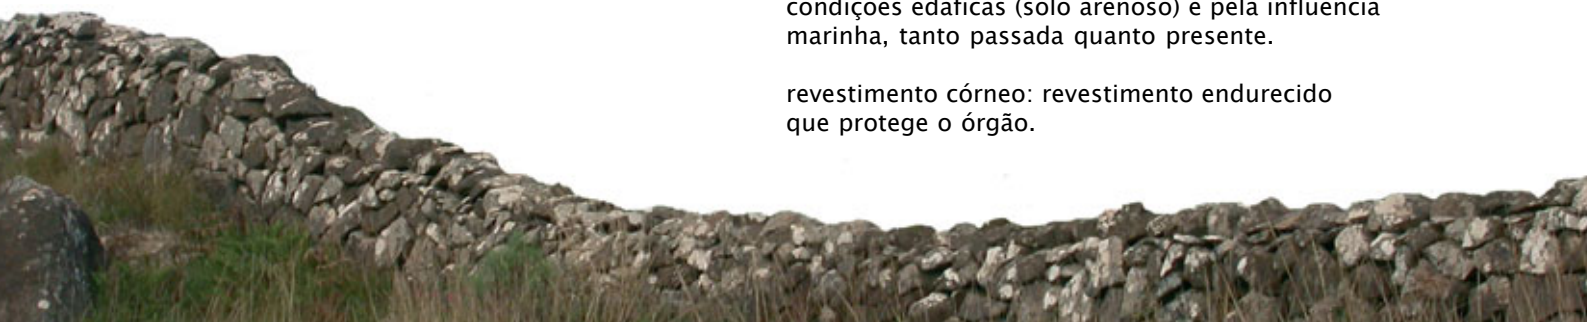 condições edáficas (solo arenoso) e pela influência
marinha, tanto passada quanto presente.
revestimento córneo: revestimento endurecido
que protege o órgão.